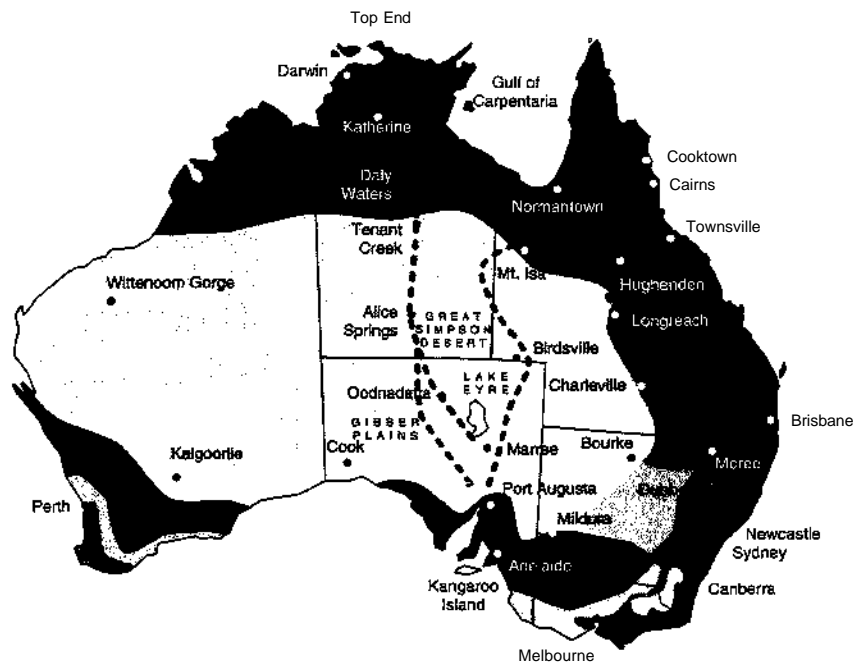 Top End
Darwin
Gulf of
Carpentaria
Katherine
Cooktown
Cairns
Daly
Waters
Normantown
Townsville
Tenant
Creek
Mt. Isa
Wittenoom Gorge
Hughenden
Alice
Springs
GREAT
SIMPSON
DESERT
Longreach
Birdsville
LAKE
EYRE
Oodnadatta
Charleville
GIBBER
PLAINS
Brisbane
Kalgoorlie
Cook
Marree
Bourke
Moree
Perth
Port Augusta
Mildura
Newcastle
Sydney
Adelaide
Kangaroo
Island
Canberra
Melbourne